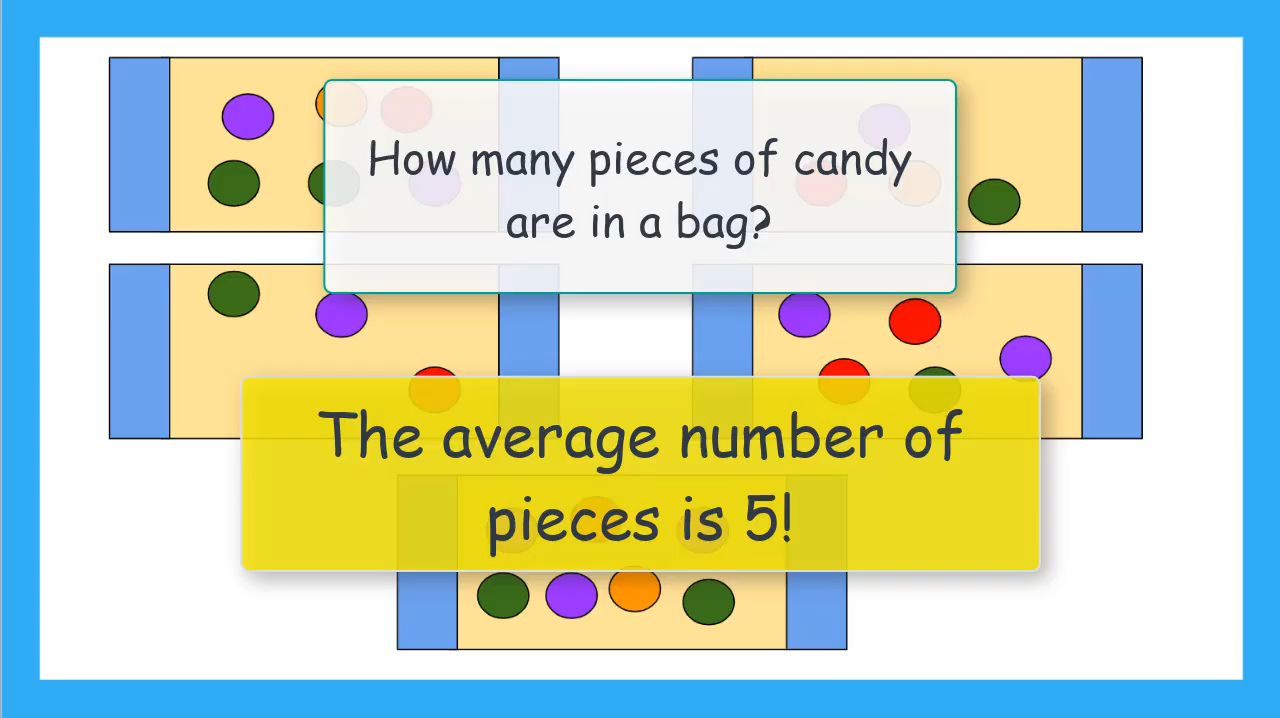 How many pieces of candy
are in a bag?
The average number of
pieces is 5!